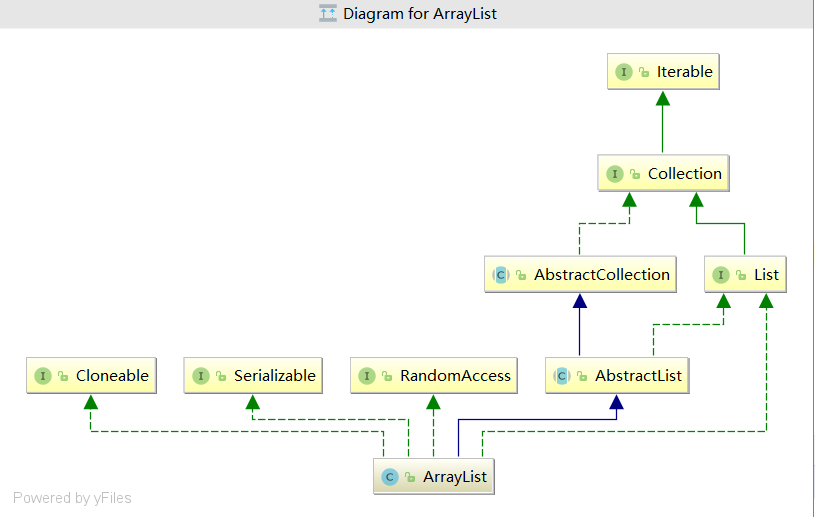 Diagram for ArrayList
I Iterable
I Collection
C AbstractCollection
I List
I Cloneable
I Serializable
I RandomAccess
C AbstractList
C ArrayList
Powered by yFiles